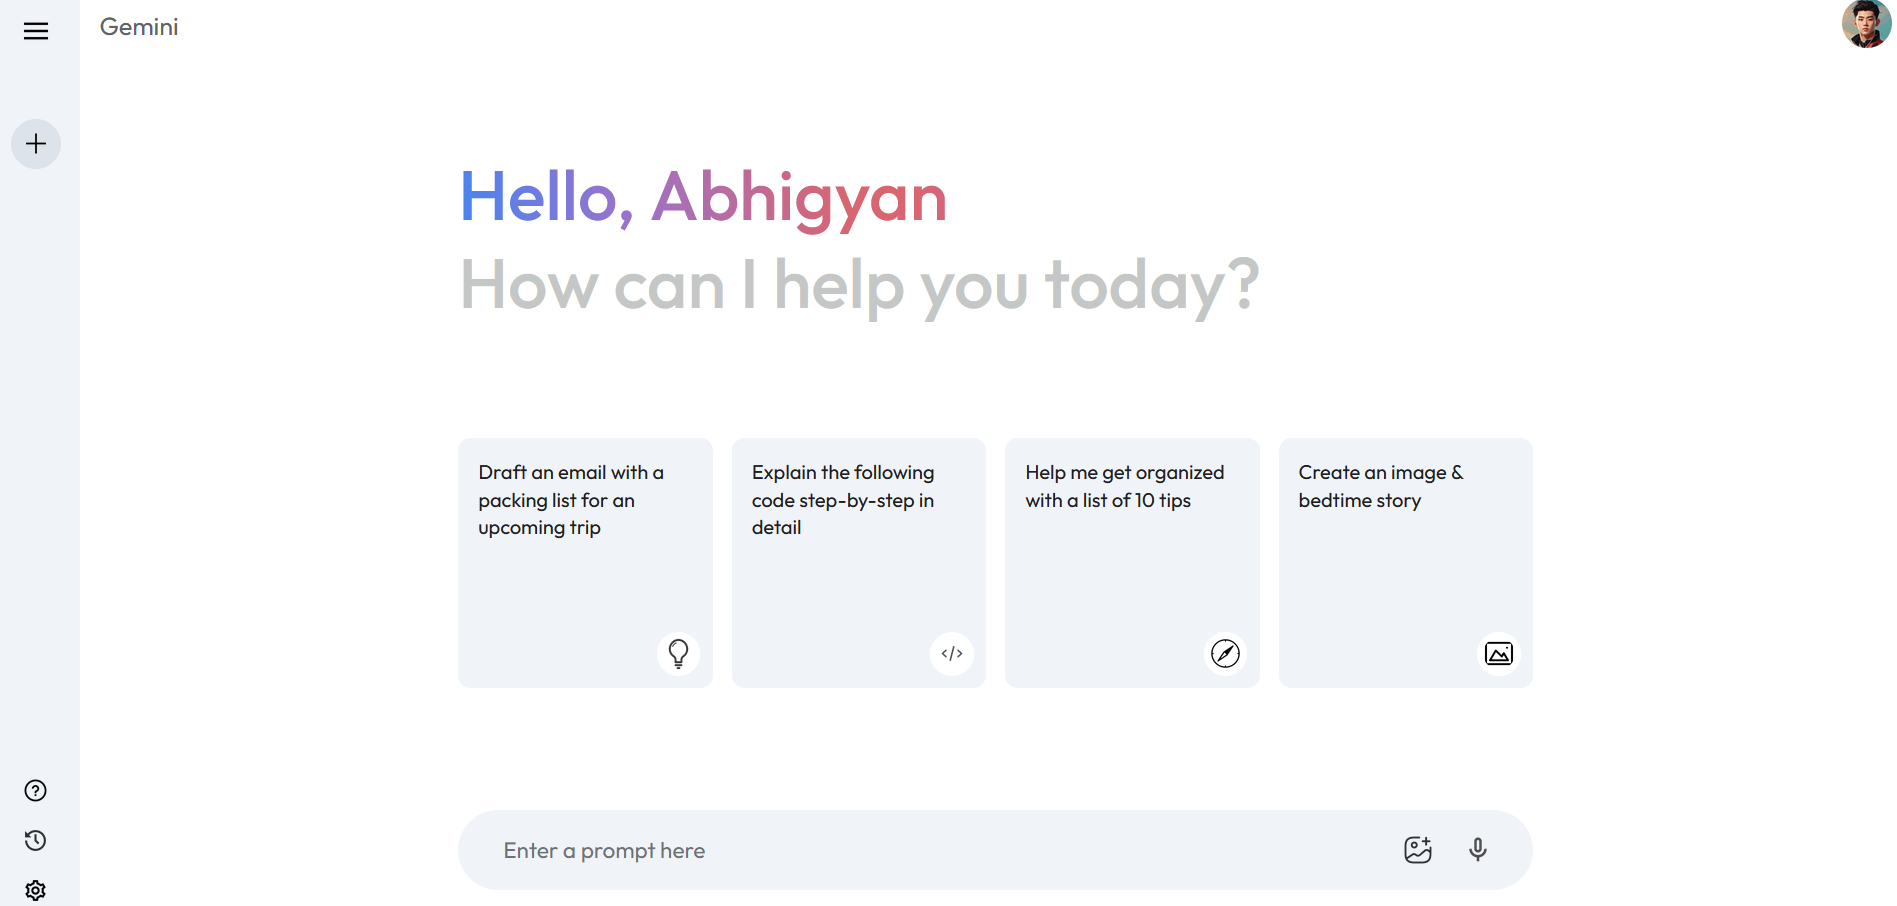 Gemini
Hello, Abhigyan
How can I help you today?
Draft an email with a
packing list for an
upcoming trip
Explain the following
code step-by-step in
detail
Help me get organized
with a list of 10 tips
Create an image &
bedtime story
Enter a prompt here